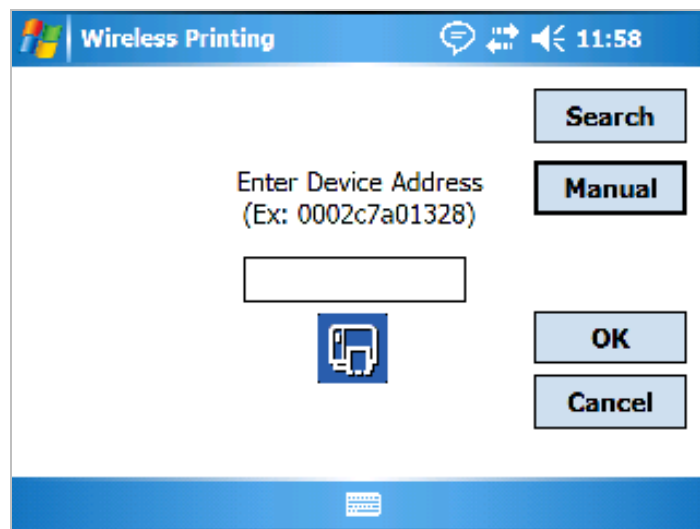 Wireless Printing 11:58
Search
Enter Device Address
(Ex: 0002c7a01328)
Manual
OK
Cancel